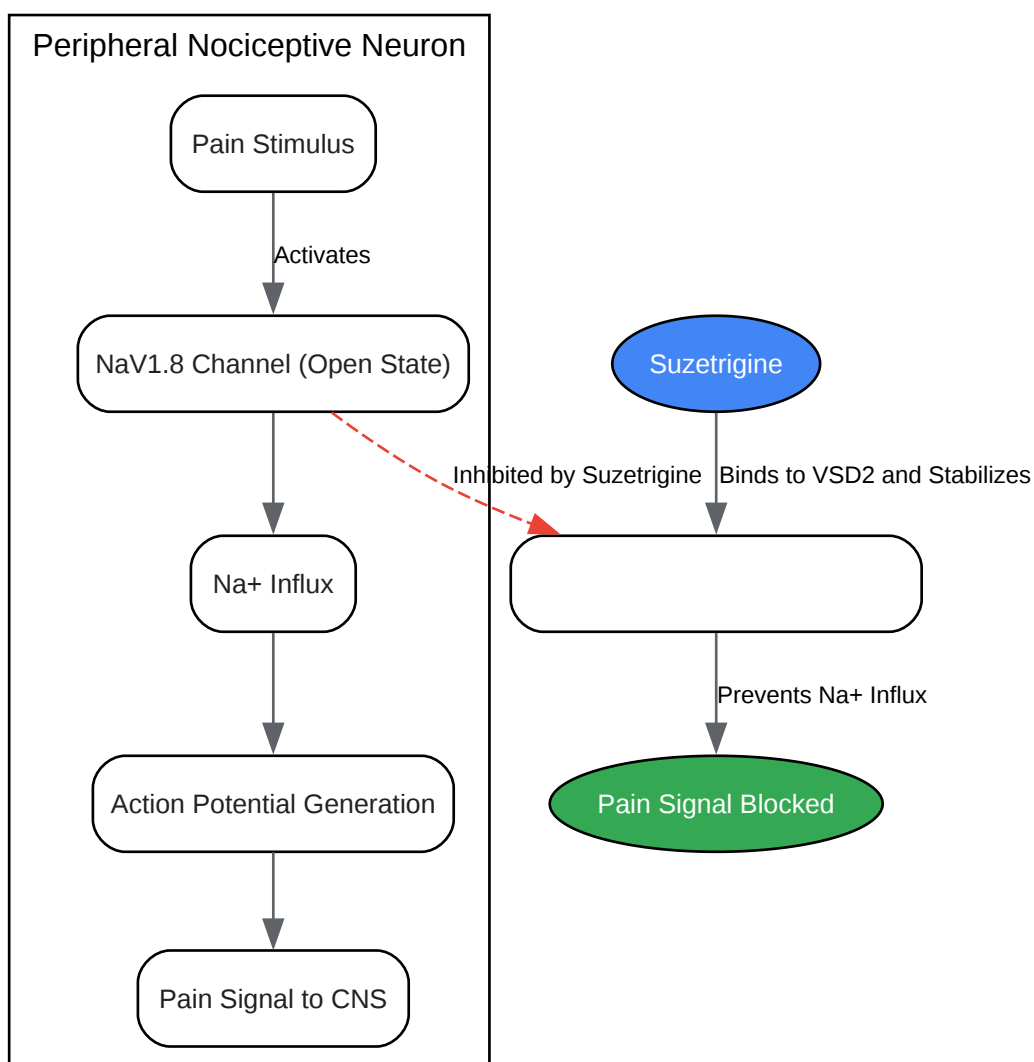 Peripheral Nociceptive Neuron
Pain Stimulus
Activates
NaV1.8 Channel (Open State)
Suzetrigine
Inhibited by Suzetrigine
Binds to VSD2 and Stabilizes
Na+ Influx
Prevents Na+ Influx
Action Potential Generation
Pain Signal Blocked
Pain Signal to CNS